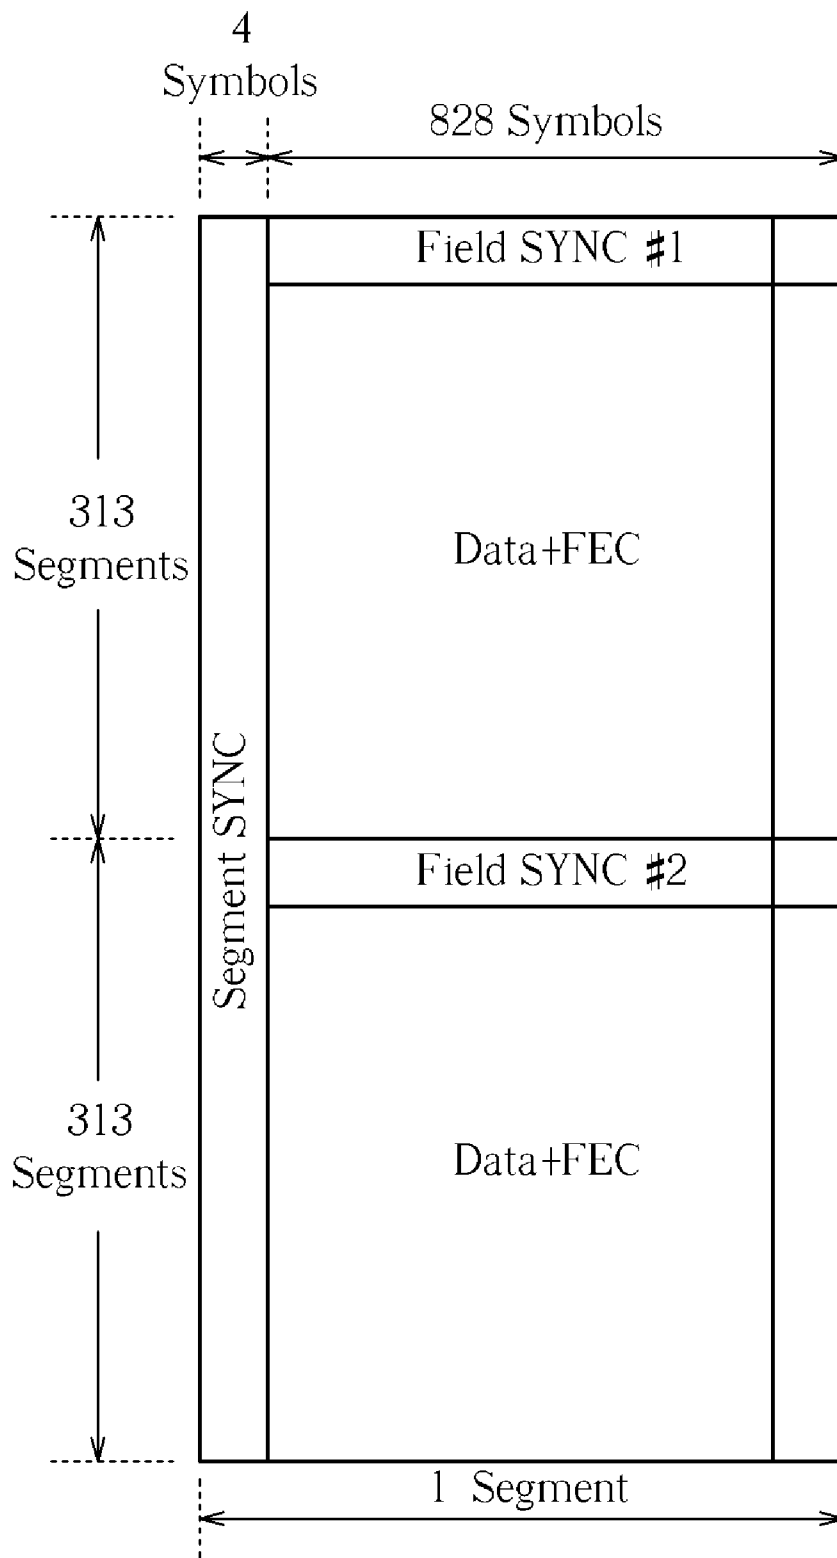 4
Symbols
828 Symbols
Field SYNC #1
313
Segments
Data+FEC
Segment SYNC
Field SYNC #2
313
Segments
Data+FEC
1 Segment